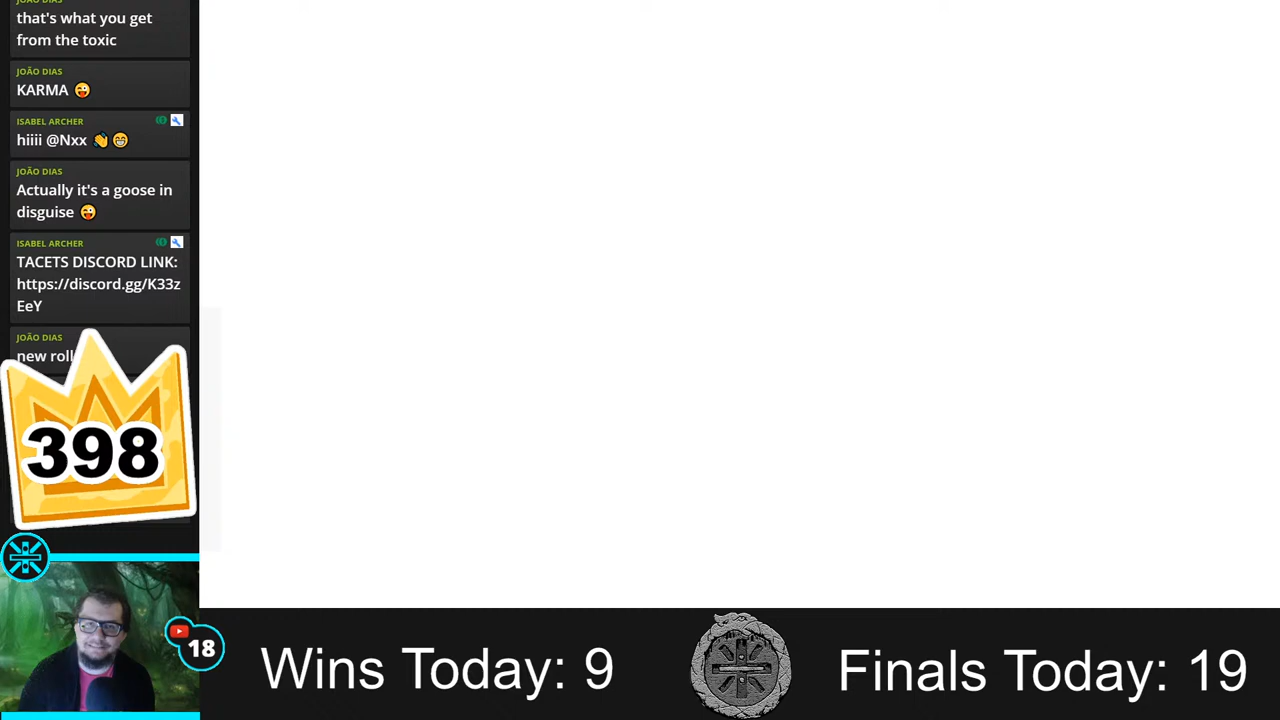 JOÃO DIAS
that's what you get
from the toxic
JOÃO DIAS
KARMA
ISABEL ARCHER
hiiii @Nxx
JOÃO DIAS
Actually it's a goose in
disguise
ISABEL ARCHER
TACETS DISCORD LINK:
https://discord.gg/K33z
EeY
JOÃO DIAS
new roll
398
18
Wins Today: 9
Finals Today: 19